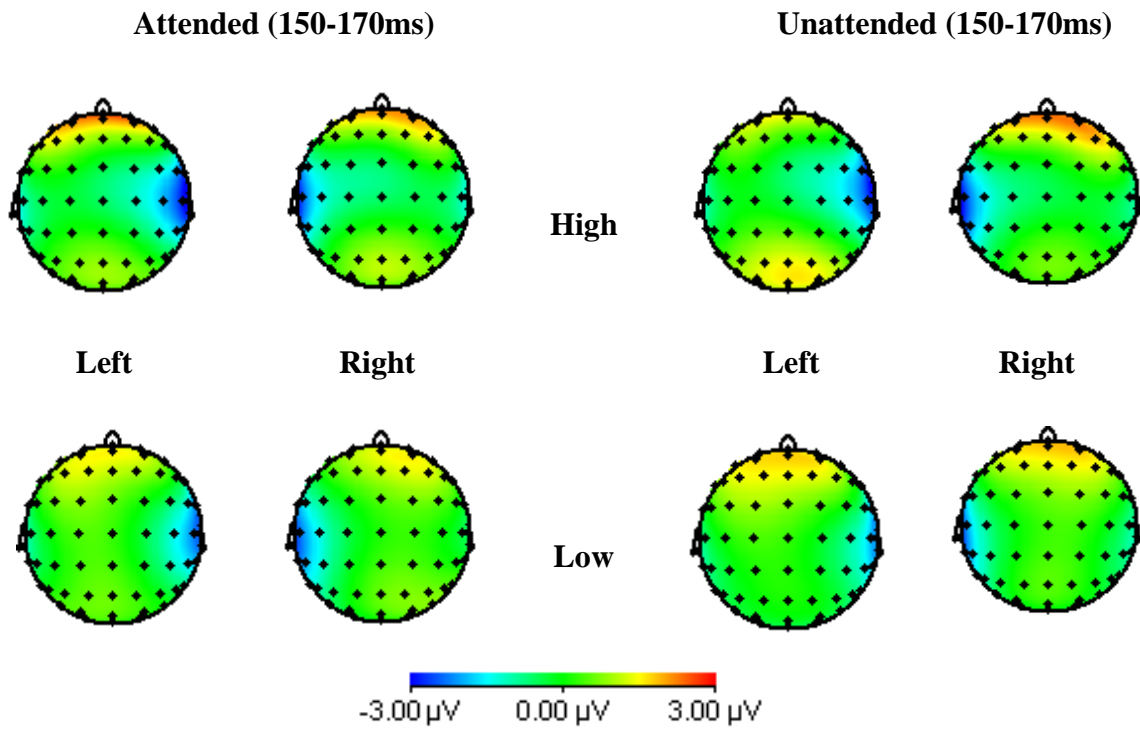 Attended (150-170ms) Unattended (150-170ms)
High
Left Right Left Right
Low
-3.00 µV 0.00 µV 3.00 µV